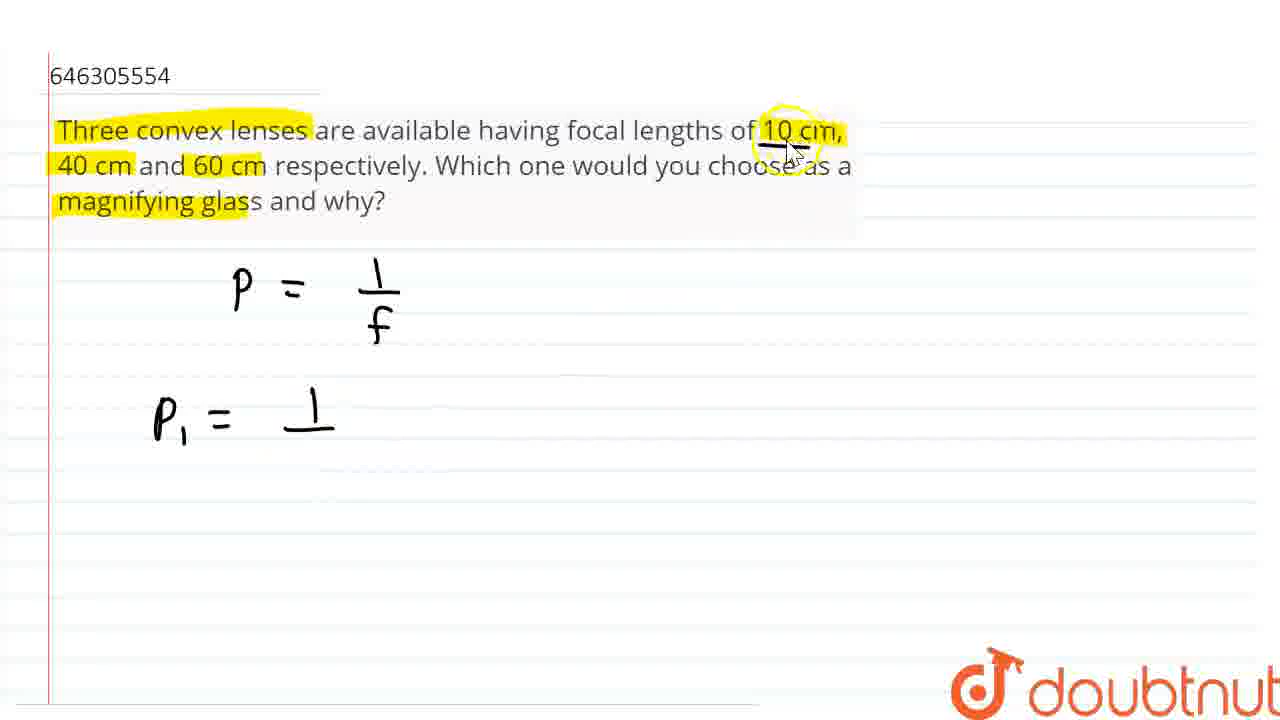 646305554
Three convex lenses are available having focal lengths of 10 cm,
40 cm and 60 cm respectively. Which one would you choose as a
magnifying glass and why?
P = 1/f
P₁ = 1
doubtnut